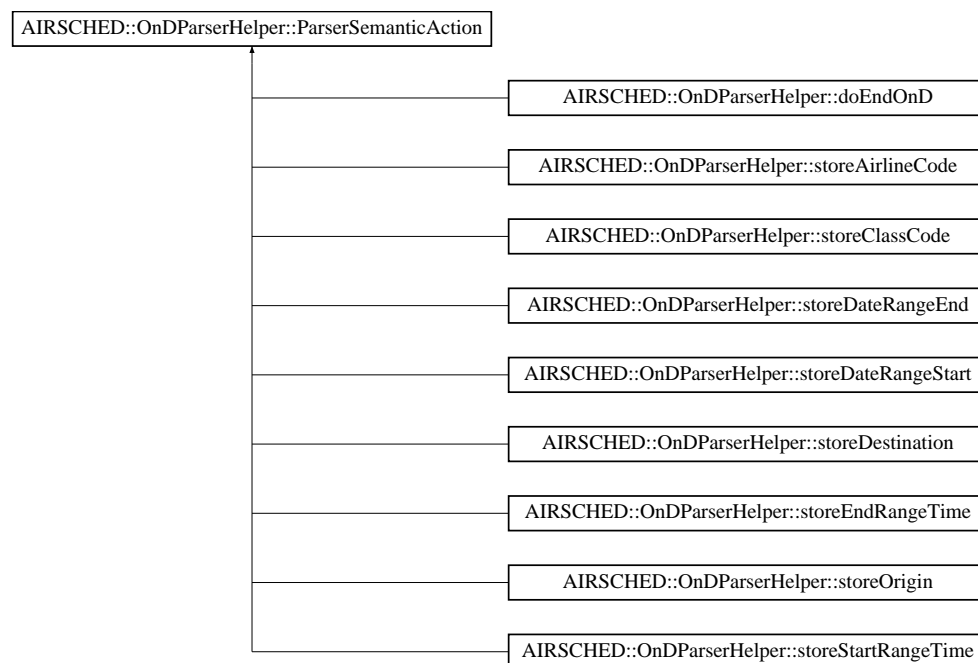 AIRSCHED::OnDParserHelper::ParserSemanticAction
AIRSCHED::OnDParserHelper::doEndOnD
AIRSCHED::OnDParserHelper::storeAirlineCode
AIRSCHED::OnDParserHelper::storeClassCode
AIRSCHED::OnDParserHelper::storeDateRangeEnd
AIRSCHED::OnDParserHelper::storeDateRangeStart
AIRSCHED::OnDParserHelper::storeDestination
AIRSCHED::OnDParserHelper::storeEndRangeTime
AIRSCHED::OnDParserHelper::storeOrigin
AIRSCHED::OnDParserHelper::storeStartRangeTime